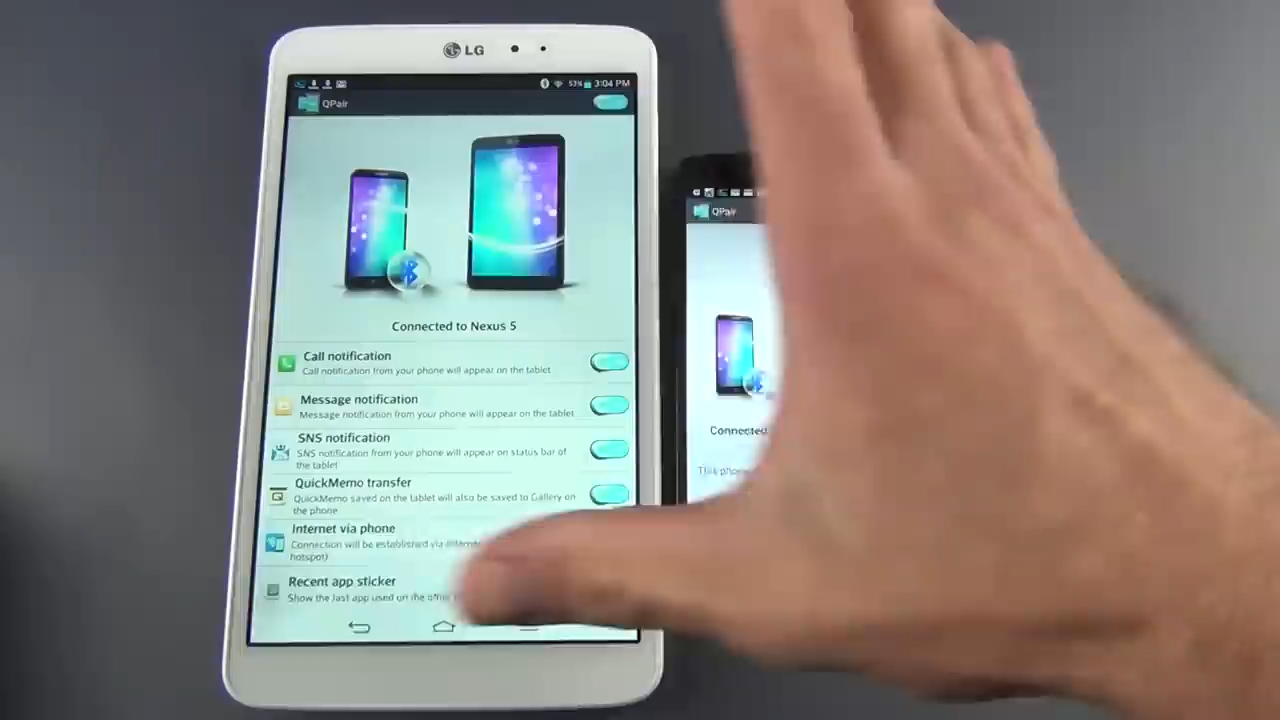 LG
53% 3:04 PM
QPair
Connected to Nexus 5
Call notification
Call notification from your phone will appear on the tablet
Message notification
Message notification from your phone will appear on the tablet
SNS notification
SNS notification from your phone will appear on status bar of
the tablet
QuickMemo transfer
QuickMemo saved on the tablet will also be saved to Gallery on
the phone
Internet via phone
Connection will be established via
hotspot)
Recent app sticker
Show the last app used on the
QPair
Connected
This